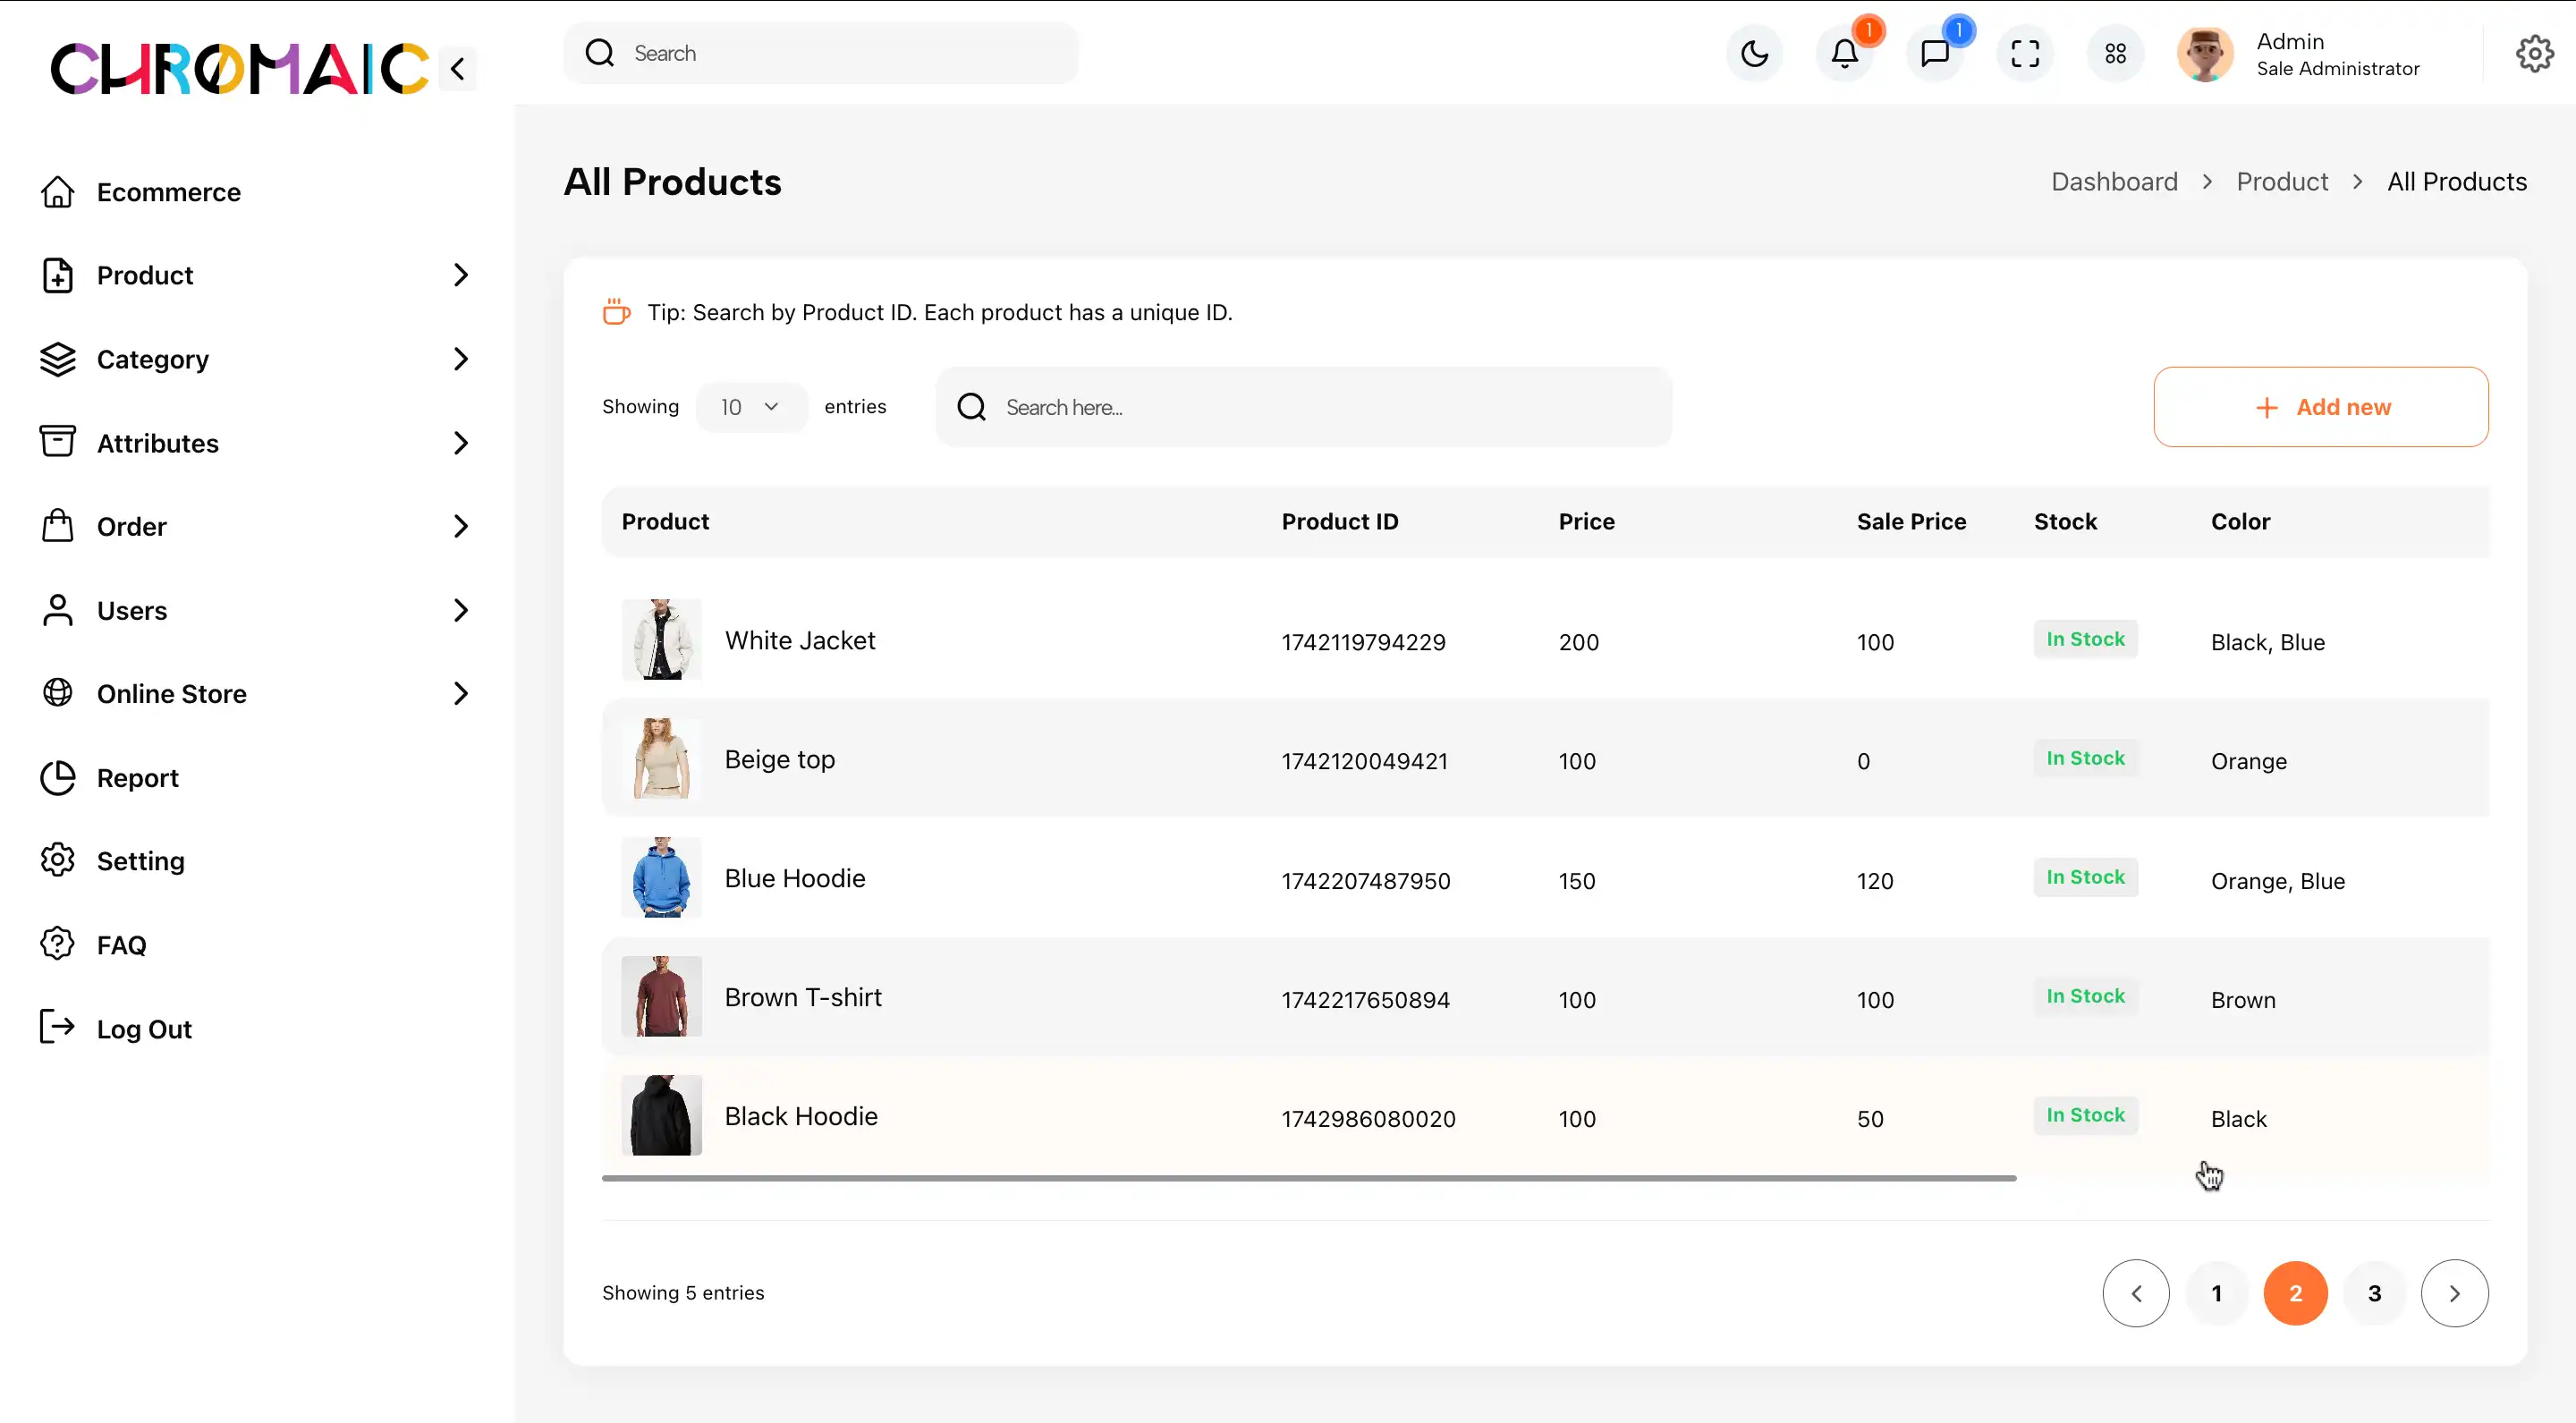 CHROMAIC
Search
1
1
Admin
Sale Administrator
Ecommerce
Product
Category
Attributes
Order
Users
Online Store
Report
Setting
FAQ
Log Out
All Products
Dashboard > Product > All Products
Tip: Search by Product ID. Each product has a unique ID.
Showing 10 entries
Search here...
+ Add new
Product Product ID Price Sale Price Stock Color
White Jacket 1742119794229 200 100 In Stock Black, Blue
Beige top 1742120049421 100 0 In Stock Orange
Blue Hoodie 1742207487950 150 120 In Stock Orange, Blue
Brown T-shirt 1742217650894 100 100 In Stock Brown
Black Hoodie 1742986080020 100 50 In Stock Black
Showing 5 entries
1 2 3